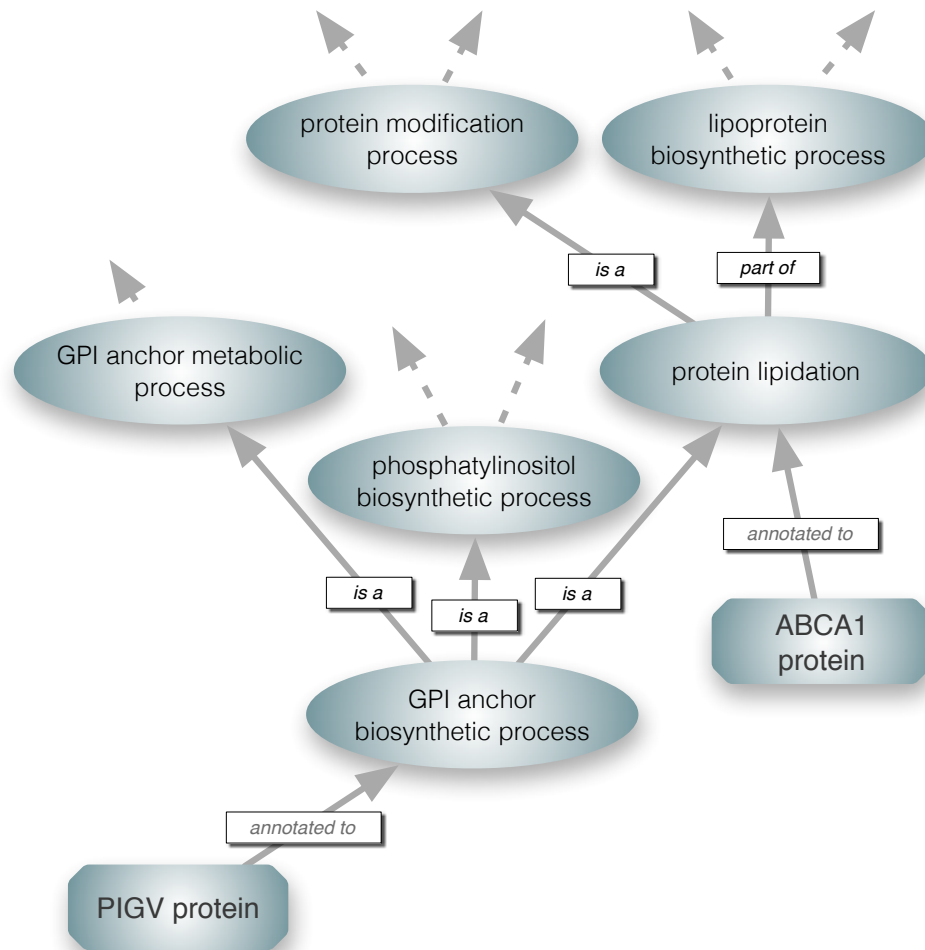 protein modification
process
lipoprotein
biosynthetic process
is a
part of
GPI anchor metabolic
process
protein lipidation
phosphatylinositol
biosynthetic process
annotated to
is a
is a
is a
ABCA1
protein
GPI anchor
biosynthetic process
annotated to
PIGV protein